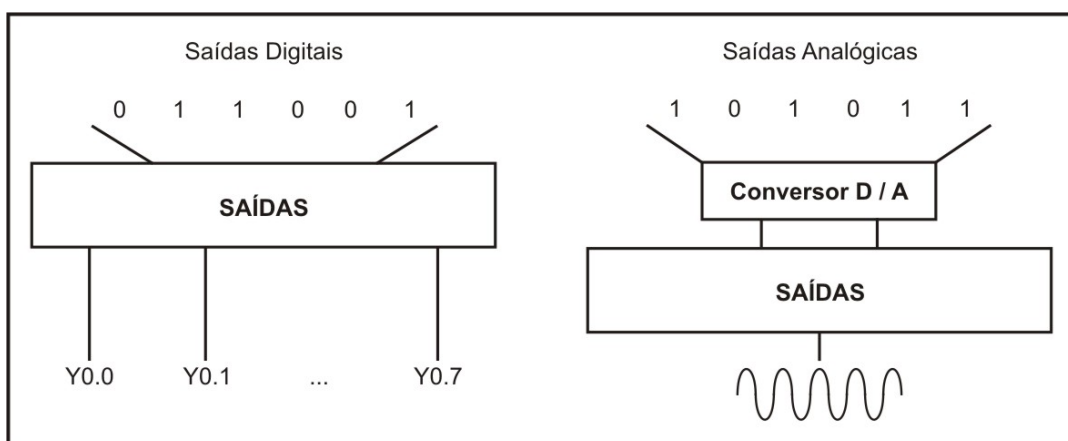 Saídas Digitais
0 1 1 0 0 1
SAÍDAS
Y0.0 Y0.1 ... Y0.7
Saídas Analógicas
1 0 1 0 1 1
Conversor D / A
SAÍDAS